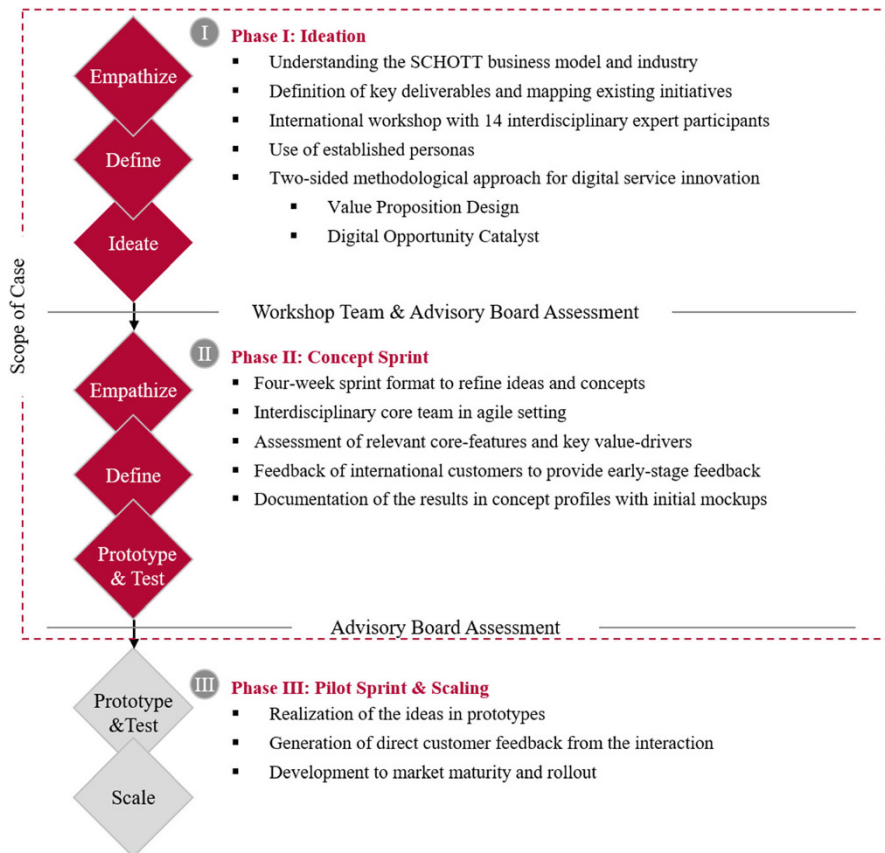 Scope of Case
I
Phase I: Ideation
Empathize
Define
Ideate
▪ Understanding the SCHOTT business model and industry
▪ Definition of key deliverables and mapping existing initiatives
▪ International workshop with 14 interdisciplinary expert participants
▪ Use of established personas
▪ Two-sided methodological approach for digital service innovation
▪ Value Proposition Design
▪ Digital Opportunity Catalyst
Workshop Team & Advisory Board Assessment
II
Phase II: Concept Sprint
Empathize
Define
Prototype
& Test
▪ Four-week sprint format to refine ideas and concepts
▪ Interdisciplinary core team in agile setting
▪ Assessment of relevant core-features and key value-drivers
▪ Feedback of international customers to provide early-stage feedback
▪ Documentation of the results in concept profiles with initial mockups
Advisory Board Assessment
III
Phase III: Pilot Sprint & Scaling
Prototype
&Test
Scale
▪ Realization of the ideas in prototypes
▪ Generation of direct customer feedback from the interaction
▪ Development to market maturity and rollout